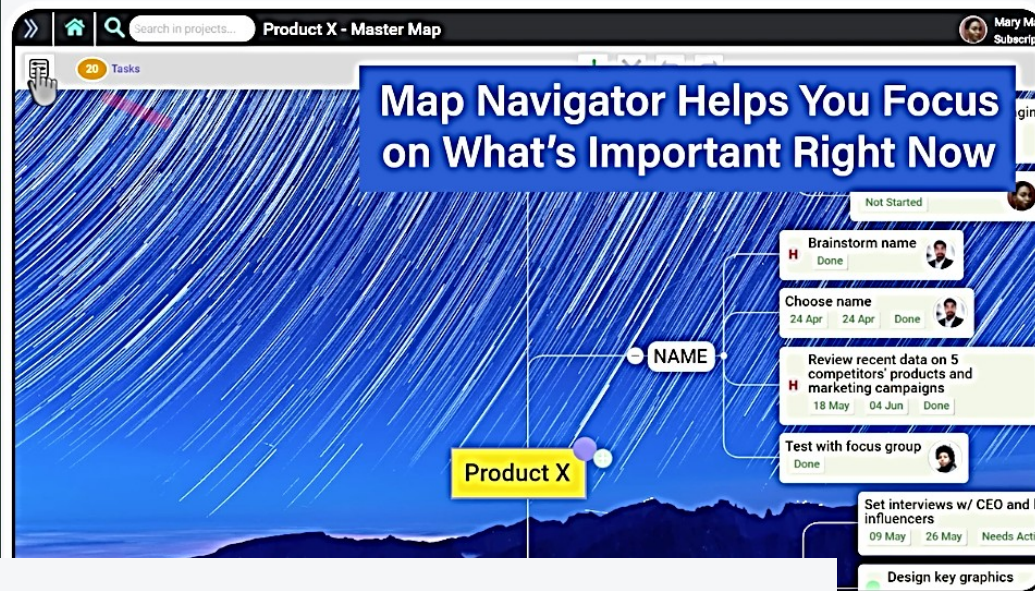 Search in projects...
Product X - Master Map
Mary
20 Tasks
Map Navigator Helps You Focus
on What's Important Right Now
Not Started
Brainstorm name
H
Done
Choose name
24 Apr 24 Apr Done
NAME
Review recent data on 5
competitors' products and
H marketing campaigns
18 May 04 Jun Done
Test with focus group
Done
Product X
Set interviews w/ CEO and
influencers
09 May 26 May Needs
Design key graphics